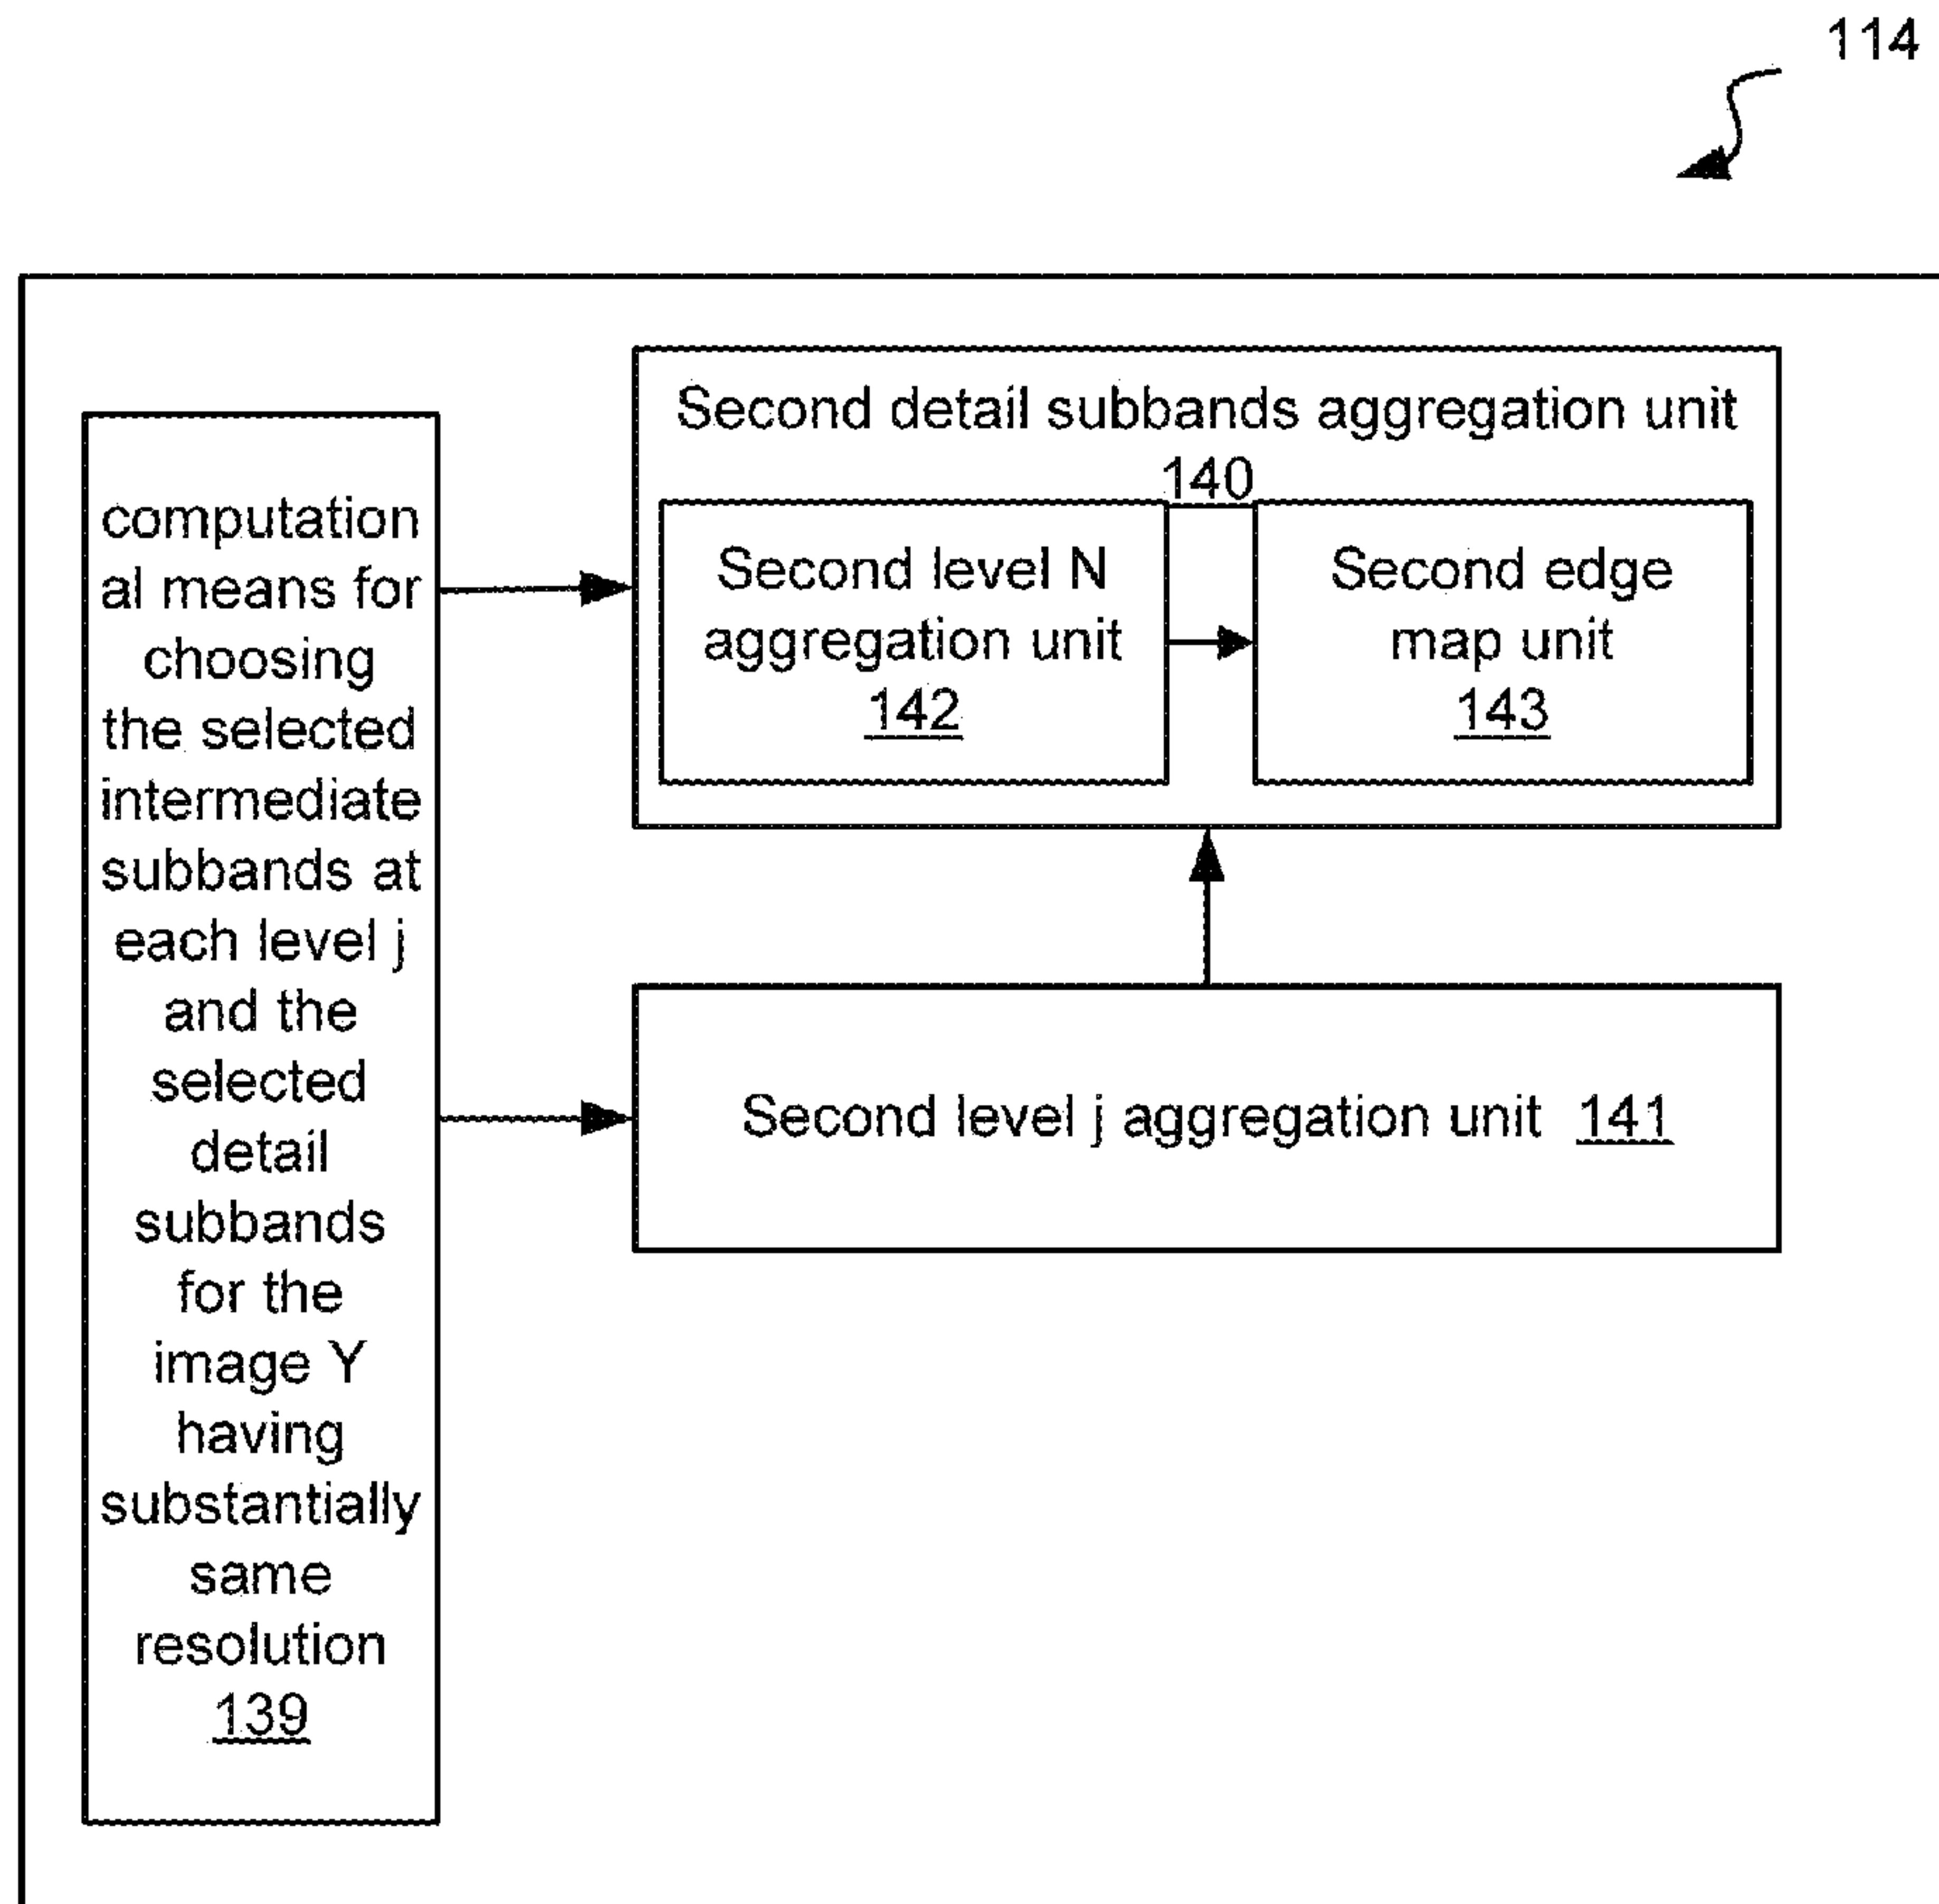 114
computation
al means for
choosing
the selected
intermediate
subbands at
each level j
and the
selected
detail
subbands
for the
image Y
having
substantially
same
resolution
139
Second detail subbands aggregation unit
140
Second level N
aggregation unit
142
Second edge
map unit
143
Second level j aggregation unit 141